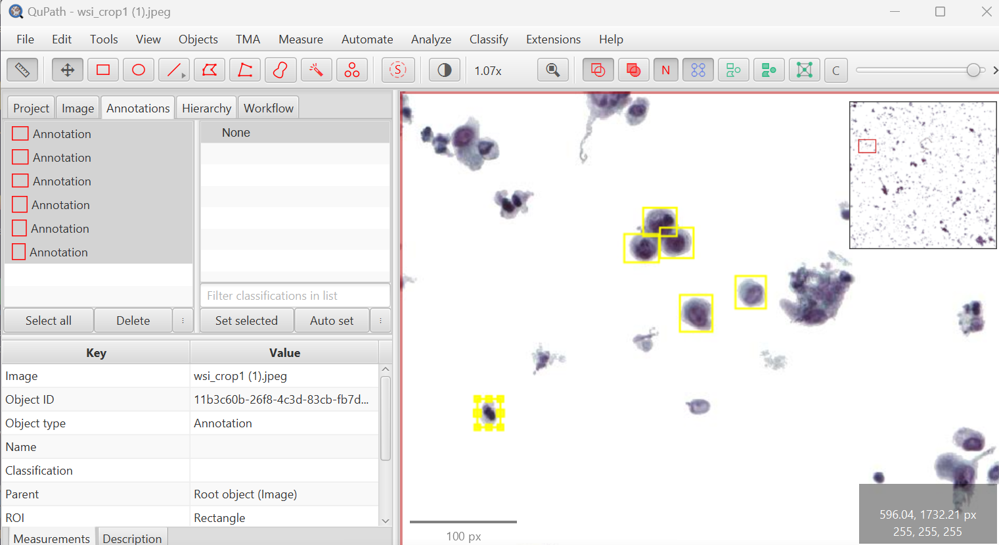 QuPath - wsi_crop1 (1).jpeg
File Edit Tools View Objects TMA Measure Automate Analyze Classify Extensions Help
S 1.07x N C
Project Image Annotations Hierarchy Workflow
Annotation
Annotation
Annotation
Annotation
Annotation
Annotation
None
Filter classifications in list
Select all Delete Set selected Auto set
Key Value
Image wsi_crop1 (1).jpeg
Object ID 11b3c60b-26f8-4c3d-83cb-fb7d...
Object type Annotation
Name
Classification
Parent Root object (Image)
ROI Rectangle
Measurements Description
100 px
596.04, 1732.21 px
255, 255, 255